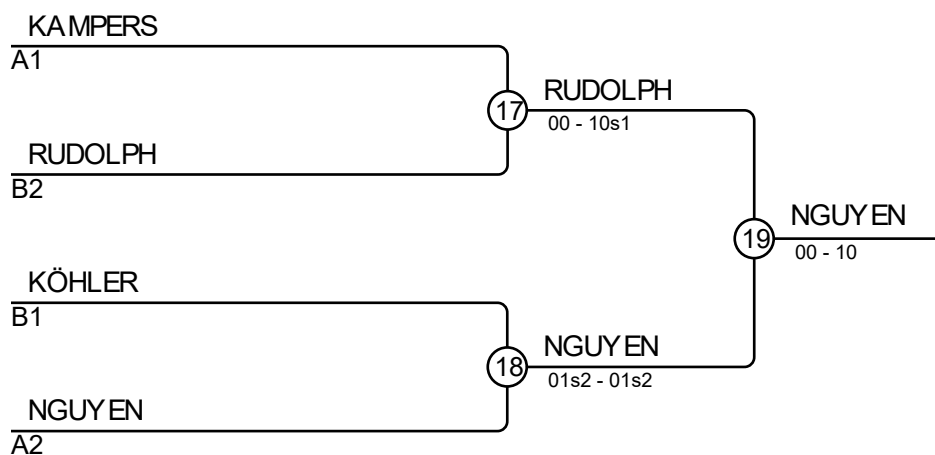 KAMPERS
A1
17
RUDOLPH
00 - 10s1
RUDOLPH
B2
19
NGUYEN
00 - 10
KÖHLER
B1
18
NGUYEN
01s2 - 01s2
NGUYEN
A2